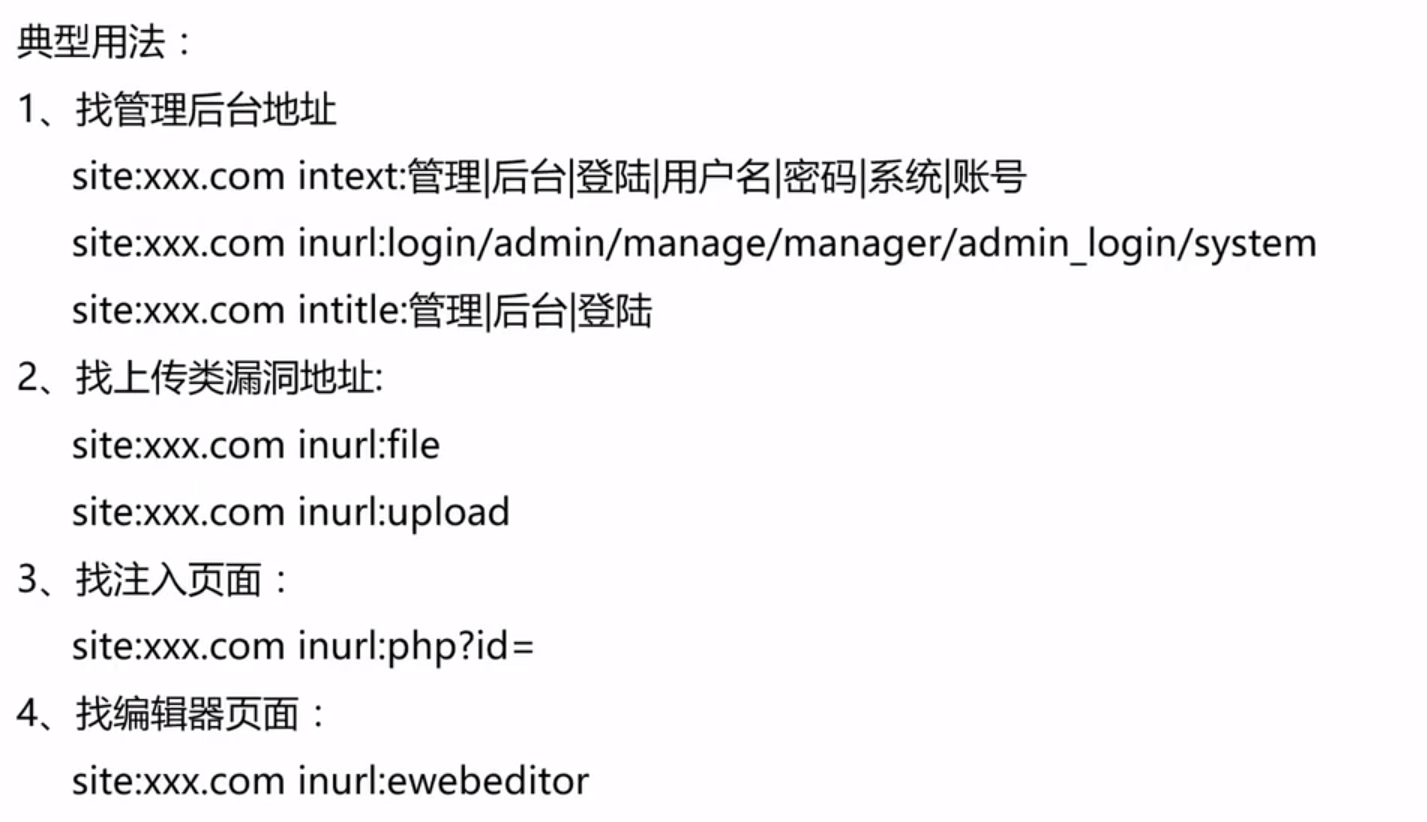 典型用法：
1、找管理后台地址
site:xxx.com intext:管理|后台|登陆|用户名|密码|系统|账号
site:xxx.com inurl:login/admin/manage/manager/admin_login/system
site:xxx.com intitle:管理|后台|登陆
2、找上传类漏洞地址:
site:xxx.com inurl:file
site:xxx.com inurl:upload
3、找注入页面：
site:xxx.com inurl:php?id=
4、找编辑器页面：
site:xxx.com inurl:ewebeditor